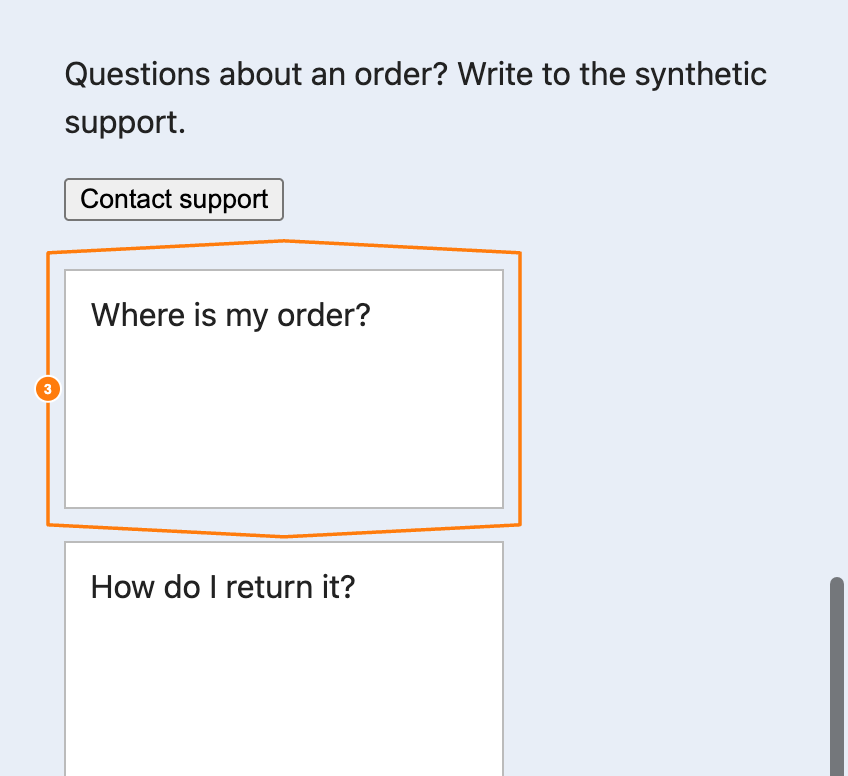 Questions about an order? Write to the synthetic
support.
Contact support
Where is my order?
3
How do I return it?